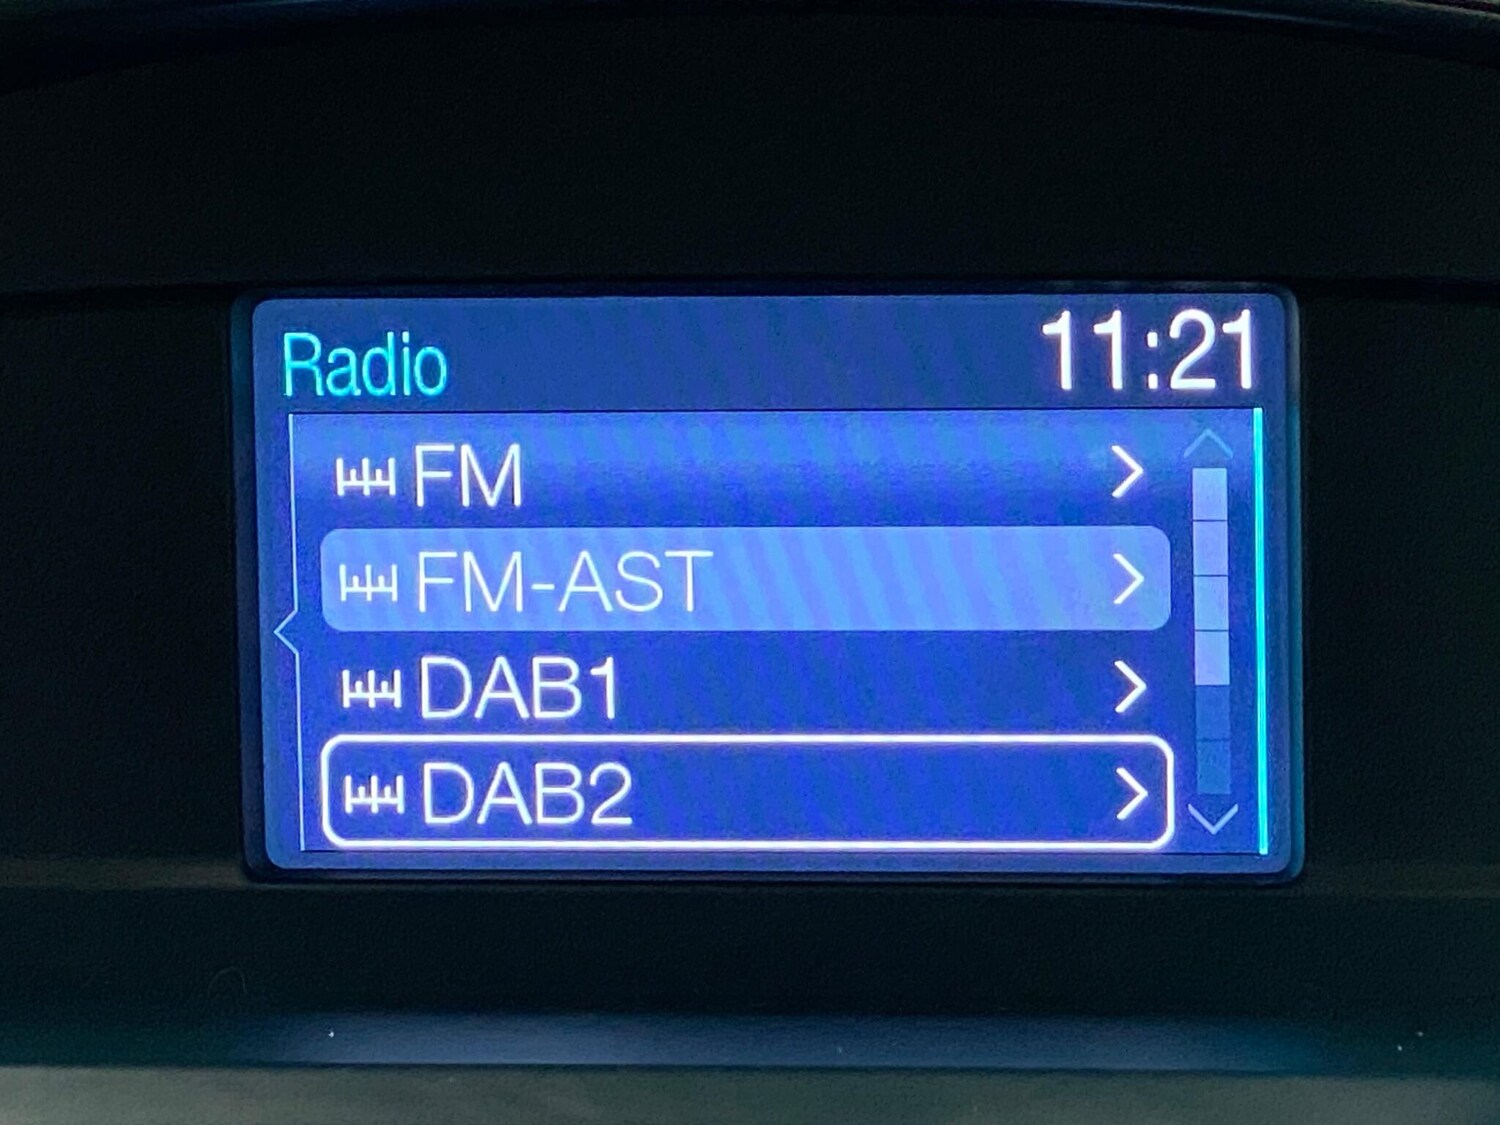 Radio 11:21
FM
FM-AST
DAB1
DAB2